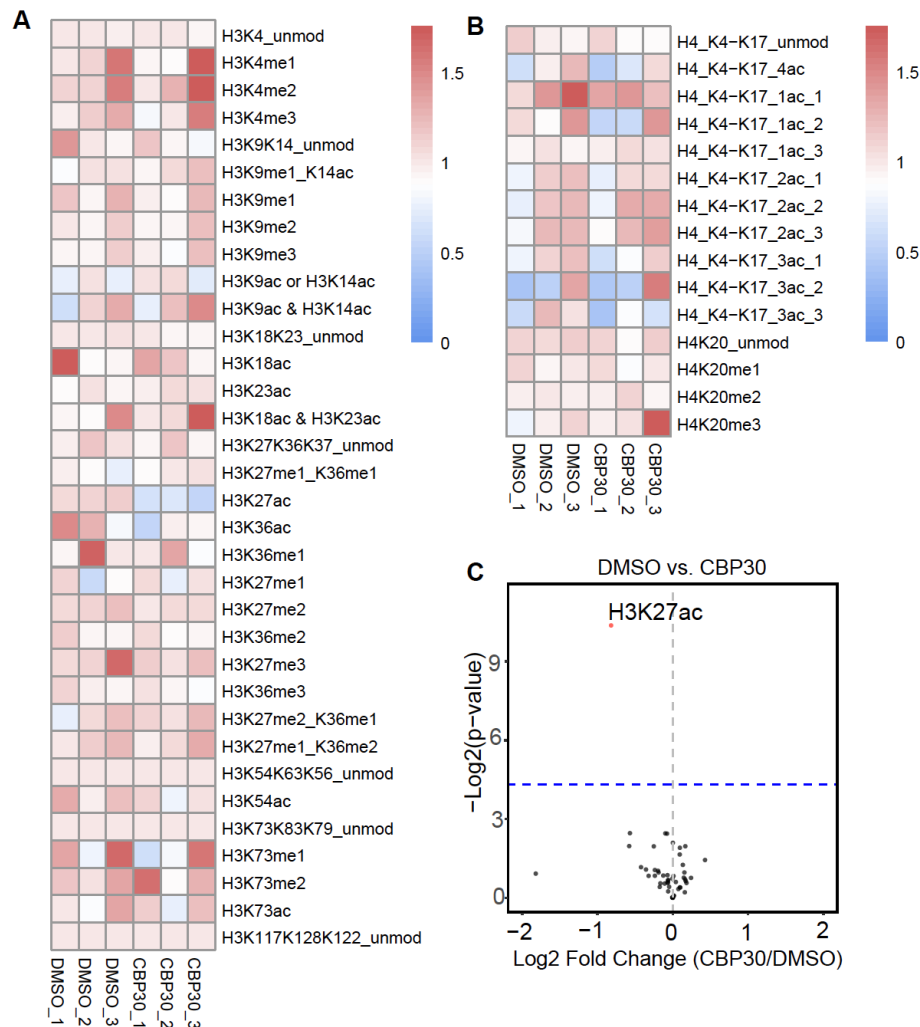 A
H3K4_unmod
H3K4me1
H3K4me2
H3K4me3
H3K9K14_unmod
H3K9me1_K14ac
H3K9me1
H3K9me2
H3K9me3
H3K9ac or H3K14ac
H3K9ac & H3K14ac
H3K18K23_unmod
H3K18ac
H3K23ac
H3K18ac & H3K23ac
H3K27K36K37_unmod
H3K27me1_K36me1
H3K27ac
H3K36ac
H3K36me1
H3K27me1
H3K27me2
H3K36me2
H3K27me3
H3K36me3
H3K27me2_K36me1
H3K27me1_K36me2
H3K54K63K56_unmod
H3K54ac
H3K73K83K79_unmod
H3K73me1
H3K73me2
H3K73ac
H3K117K128K122_unmod
DMSO_1
DMSO_2
DMSO_3
CBP30_1
CBP30_2
CBP30_3
1.5
1
0.5
0
B
H4_K4−K17_unmod
H4_K4−K17_4ac
H4_K4−K17_1ac_1
H4_K4−K17_1ac_2
H4_K4−K17_1ac_3
H4_K4−K17_2ac_1
H4_K4−K17_2ac_2
H4_K4−K17_2ac_3
H4_K4−K17_3ac_1
H4_K4−K17_3ac_2
H4_K4−K17_3ac_3
H4K20_unmod
H4K20me1
H4K20me2
H4K20me3
DMSO_1
DMSO_2
DMSO_3
CBP30_1
CBP30_2
CBP30_3
1.5
1
0.5
0
C
DMSO vs. CBP30
H3K27ac
−Log2(p−value)
9
6
3
0
−2 −1 0 1 2
Log2 Fold Change (CBP30/DMSO)